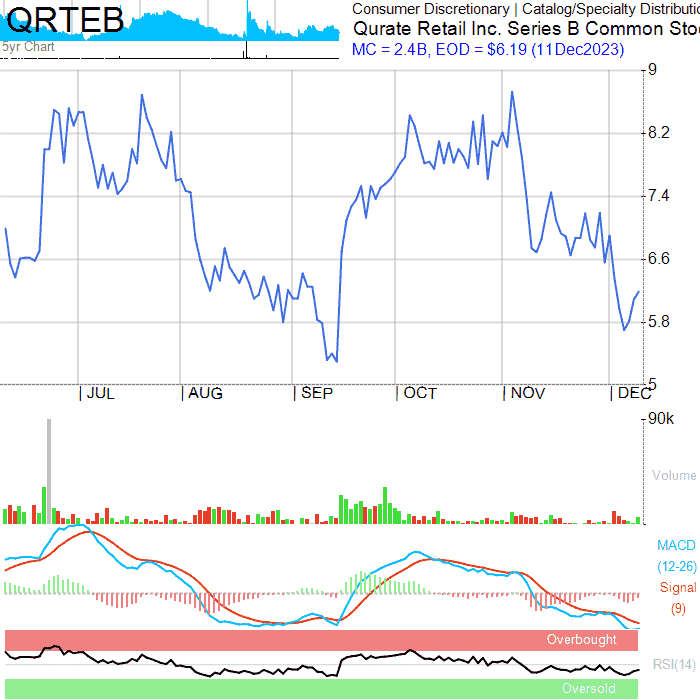 QRTEB
5yr Chart
Consumer Discretionary | Catalog/Specialty Distributio
Qurate Retail Inc. Series B Common Sto
MC = 2.4B, EOD = $6.19 (11Dec2023)
9
8.2
7.4
6.6
5.8
5
| JUL | AUG | SEP | OCT | NOV | DEC
90k
Volume
MACD
(12-26)
Signal
(9)
Overbought
RSI(14)
Oversold